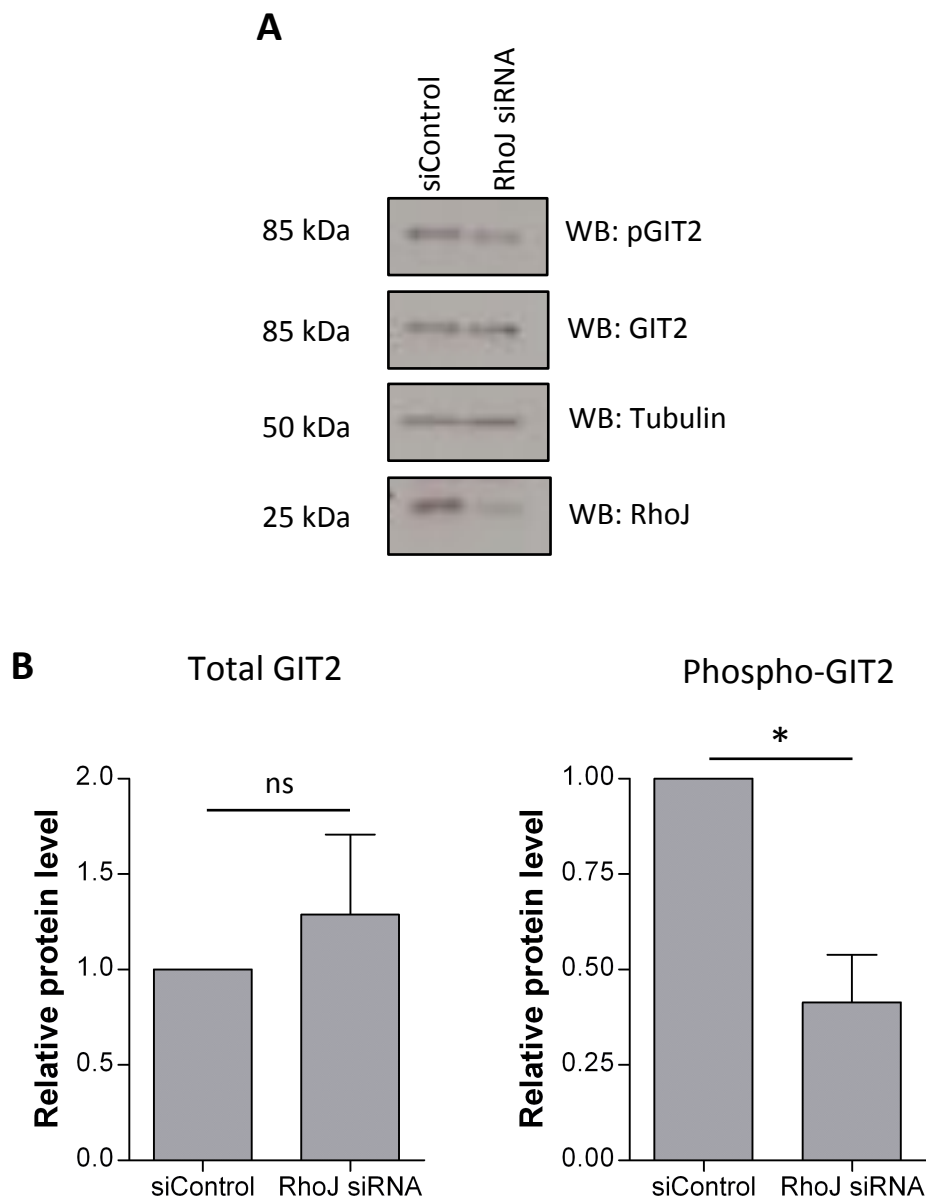 A
siControl
RhoJ siRNA
85 kDa
WB: pGIT2
85 kDa
WB: GIT2
50 kDa
WB: Tubulin
25 kDa
WB: RhoJ
B
Total GIT2
ns
Relative protein level
2.0
1.5
1.0
0.5
0.0
siControl
RhoJ siRNA
Phospho-GIT2
*
Relative protein level
1.00
0.75
0.50
0.25
0.00
siControl
RhoJ siRNA